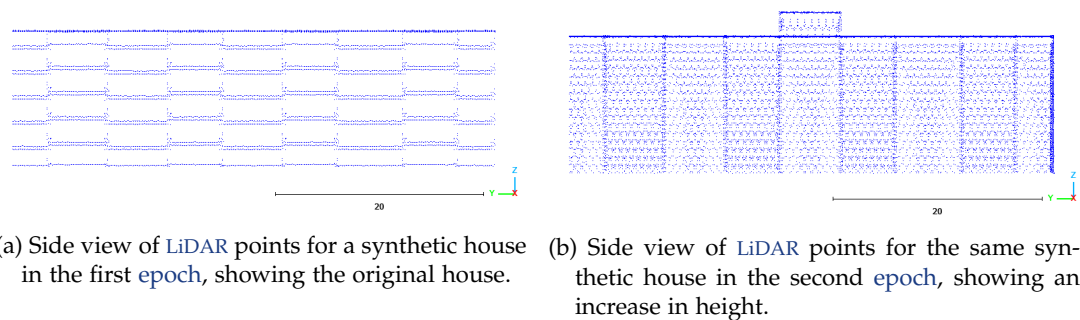 Z
20
Y
X
Z
20
Y
X
(a) Side view of LiDAR points for a synthetic house
in the first epoch, showing the original house.
(b) Side view of LiDAR points for the same syn-
thetic house in the second epoch, showing an
increase in height.